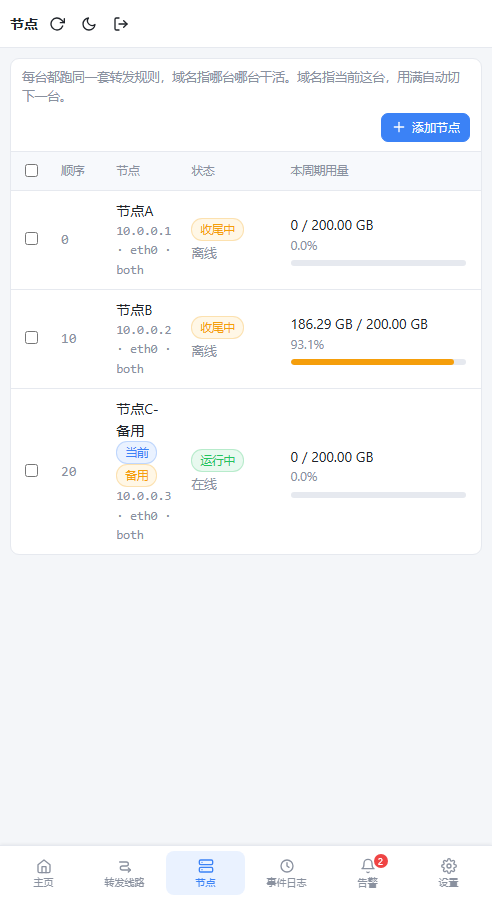 节点
每台都跑同一套转发规则，域名指哪台哪台干活。域名指当前这台，用满自动切
下一台。
添加节点
顺序 节点 状态 本周期用量
0
节点A
10.0.0.1
· eth0 ·
both
收尾中
离线
0 / 200.00 GB
0.0%
10
节点B
10.0.0.2
· eth0 ·
both
收尾中
离线
186.29 GB / 200.00 GB
93.1%
20
节点C-
备用
当前
备用
10.0.0.3
· eth0 ·
both
运行中
在线
0 / 200.00 GB
0.0%
主页 转发线路 节点 事件日志 2 告警 设置